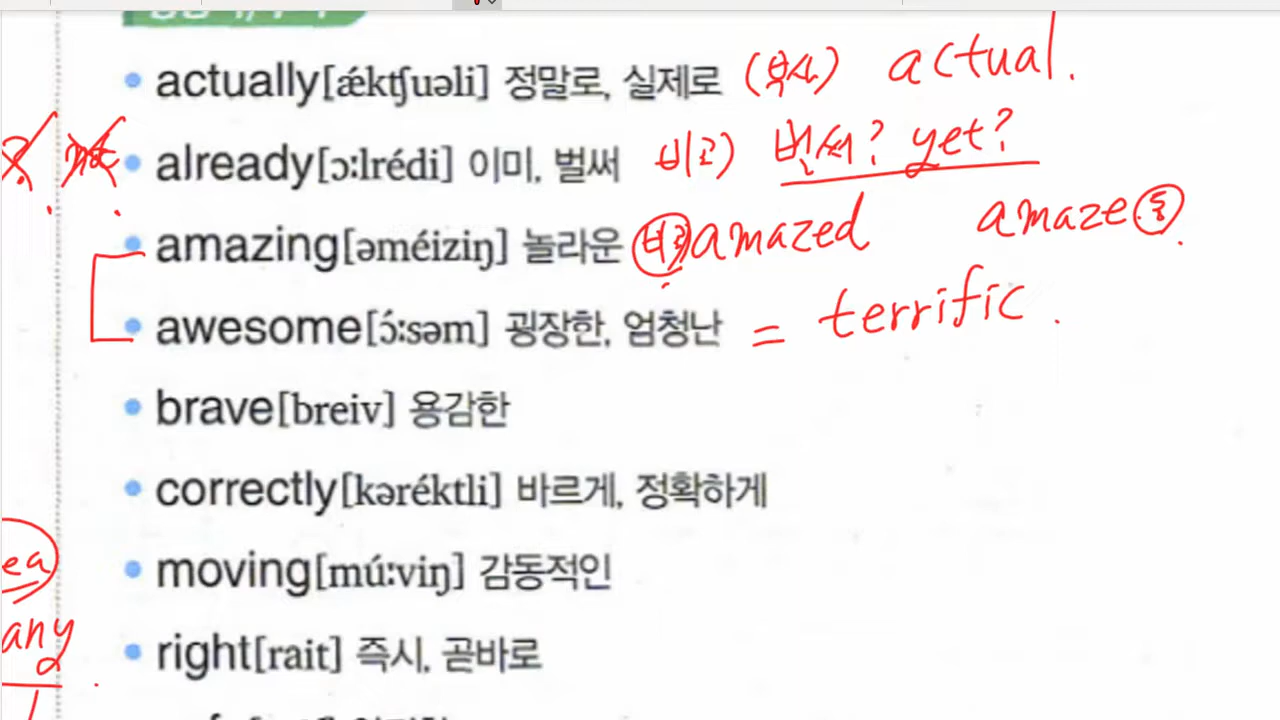 actually[ǽktʃuəli] 정말로, 실제로 (부사) actual.
already[ɔːlrédi] 이미, 벌써 비교) 벌써? yet?
amazing[əméiziŋ] 놀라운 비교 amazed amaze 동.
awesome[ɔ́ːsəm] 굉장한, 엄청난 = terrific.
brave[breiv] 용감한
correctly[kəréktli] 바르게, 정확하게
moving[múːviŋ] 감동적인
ea
any
right[rait] 즉시, 곧바로